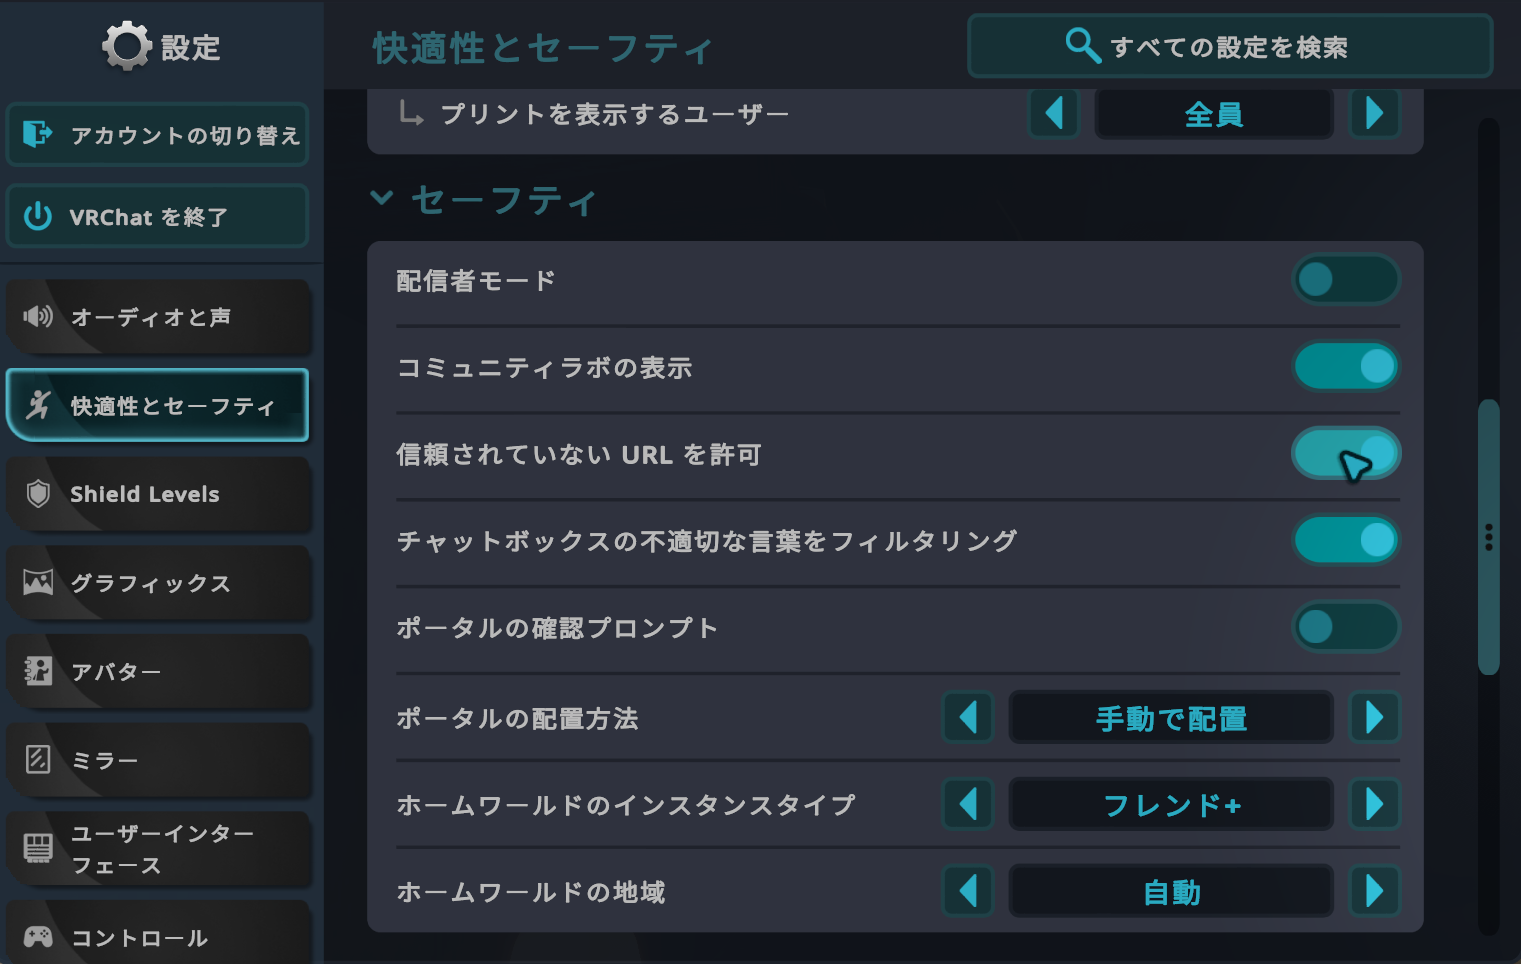 設定
アカウントの切り替え
VRChat を終了
オーディオと声
快適性とセーフティ
Shield Levels
グラフィックス
アバター
ミラー
ユーザーインター
フェース
コントロール
快適性とセーフティ
すべての設定を検索
プリントを表示するユーザー
全員
セーフティ
配信者モード
コミュニティラボの表示
信頼されていない URL を許可
チャットボックスの不適切な言葉をフィルタリング
ポータルの確認プロンプト
ポータルの配置方法
手動で配置
ホームワールドのインスタンスタイプ
フレンド+
ホームワールドの地域
自動